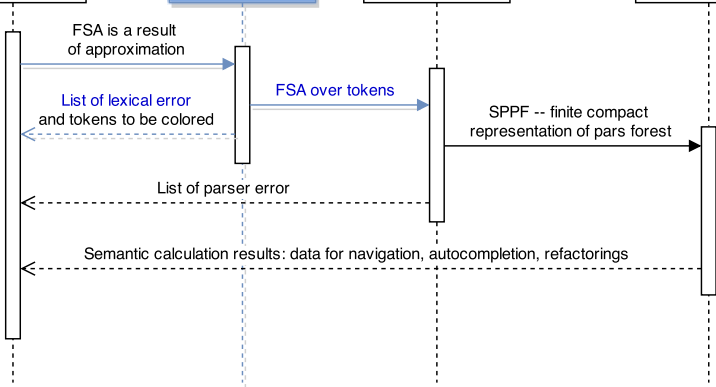 FSA is a result
of approximation
List of lexical error
and tokens to be colored
FSA over tokens
SPPF -- finite compact
representation of pars forest
List of parser error
Semantic calculation results: data for navigation, autocompletion, refactorings